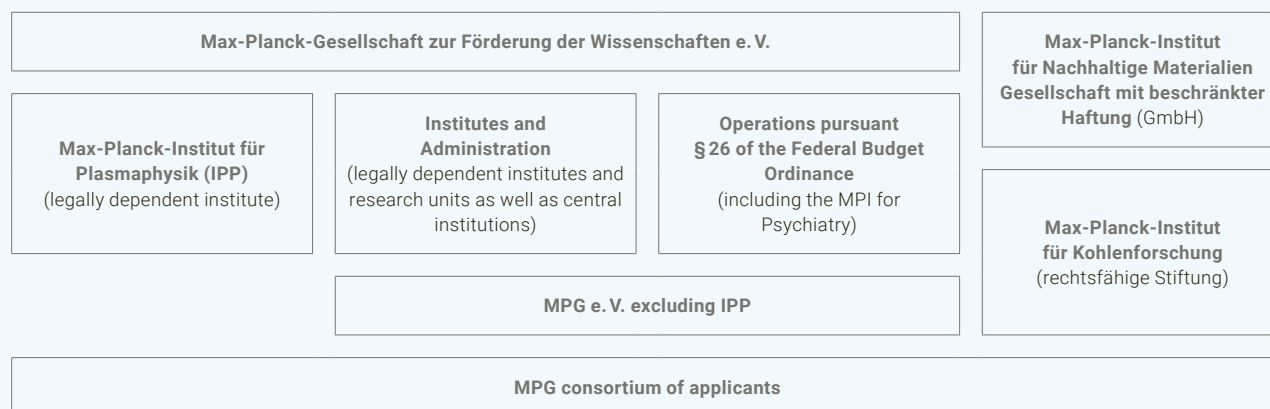 Max-Planck-Gesellschaft zur Förderung der Wissenschaften e. V.
Max-Planck-Institut für
Plasmaphysik (IPP)
(legally dependent institute)
Institutes and
Administration
(legally dependent institutes and
research units as well as central
institutions)
Operations pursuant
§ 26 of the Federal Budget
Ordinance
(including the MPI for
Psychiatry)
MPG e. V. excluding IPP
Max-Planck-Institut
für Nachhaltige Materialien
Gesellschaft mit beschränkter
Haftung (GmbH)
Max-Planck-Institut
für Kohlenforschung
(rechtsfähige Stiftung)
MPG consortium of applicants